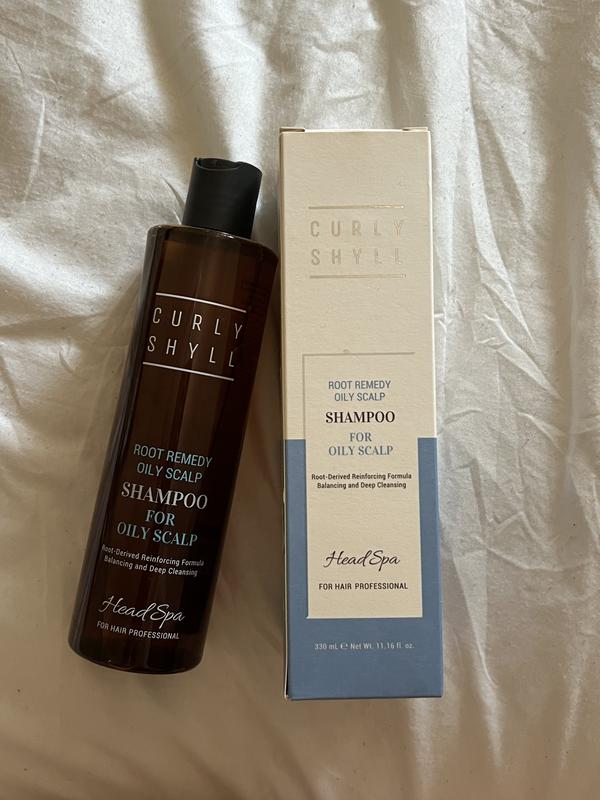 CURLY
SHYLL
ROOT REMEDY
OILY SCALP
SHAMPOO
FOR
OILY SCALP
Root-Derived Reinforcing Formula
Balancing and Deep Cleansing
Head Spa
FOR HAIR PROFESSIONAL
CURLY
SHYLL
ROOT REMEDY
OILY SCALP
SHAMPOO
FOR
OILY SCALP
Root-Derived Reinforcing Formula
Balancing and Deep Cleansing
Head Spa
FOR HAIR PROFESSIONAL
330 mL ℮ Net Wt. 11.16 fl. oz.